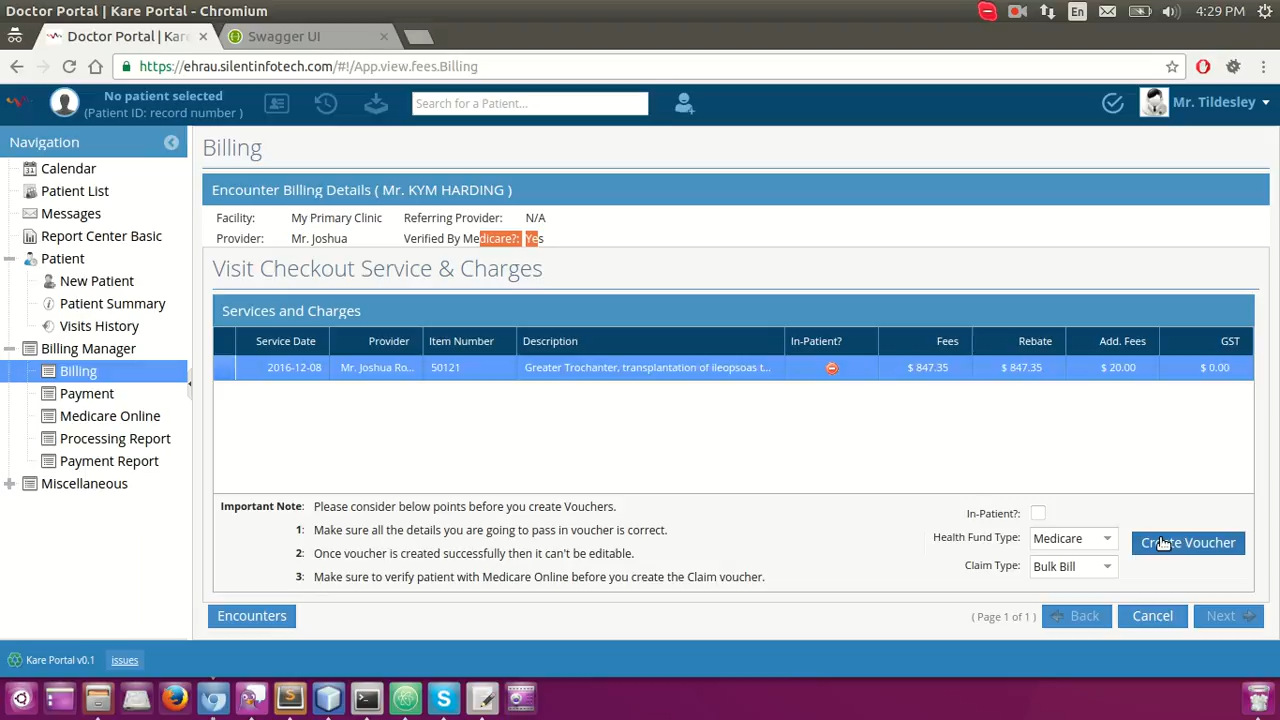 Doctor Portal | Kare Portal - Chromium
En
4:29 PM
Doctor Portal | Kare
Swagger UI
https://ehrau.silentinfotech.com/#!/App.view.fees.Billing
No patient selected
(Patient ID: record number )
Search for a Patient...
Mr. Tildesley
Navigation
Calendar
Patient List
Messages
Report Center Basic
Patient
New Patient
Patient Summary
Visits History
Billing Manager
Billing
Payment
Medicare Online
Processing Report
Payment Report
Miscellaneous
Billing
Encounter Billing Details ( Mr. KYM HARDING )
Facility: My Primary Clinic Referring Provider: N/A
Provider: Mr. Joshua Verified By Medicare?: Yes
Visit Checkout Service & Charges
Services and Charges
Service Date Provider Item Number Description In-Patient? Fees Rebate Add. Fees GST
2016-12-08 Mr. Joshua Ro... 50121 Greater Trochanter, transplantation of ileopsoas t... $ 847.35 $ 847.35 $ 20.00 $ 0.00
Important Note: Please consider below points before you create Vouchers.
1: Make sure all the details you are going to pass in voucher is correct.
2: Once voucher is created successfully then it can't be editable.
3: Make sure to verify patient with Medicare Online before you create the Claim voucher.
In-Patient?:
Health Fund Type: Medicare
Claim Type: Bulk Bill
Create Voucher
Encounters
( Page 1 of 1 ) Back Cancel Next
Kare Portal v0.1 issues